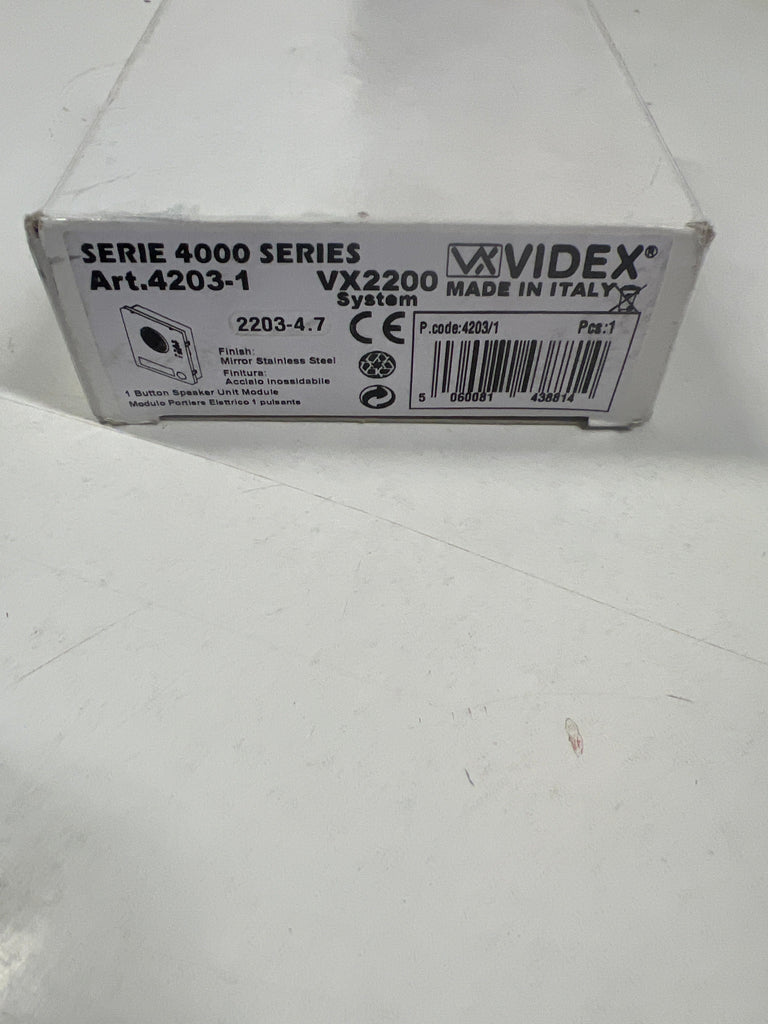 SERIE 4000 SERIES
Art.4203-1
VX2200
System
VIDEX®
MADE IN ITALY
2203-4.7
CE
Finish:
Mirror Stainless Steel
Finitura:
Acciaio inossidabile
1 Button Speaker Unit Module
Modulo Portiere Elettrico 1 pulsante
P.code:4203/1 Pcs:1
5 060081 438814